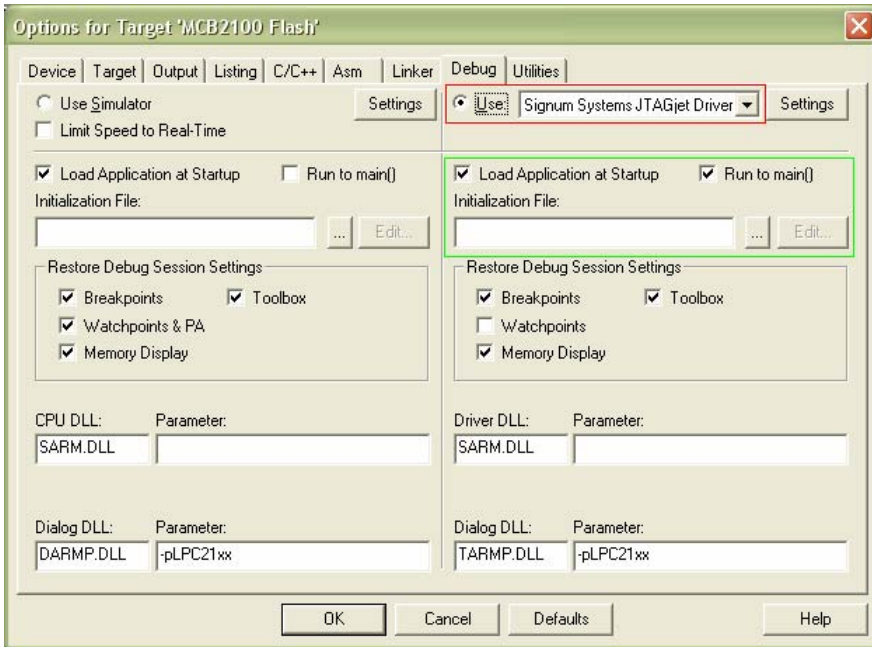 Options for Target 'MCB2100 Flash'
Device Target Output Listing C/C++ Asm Linker Debug Utilities
Use Simulator Settings
Limit Speed to Real-Time
Use: Signum Systems JTAGjet Driver Settings
Load Application at Startup Run to main()
Initialization File:
... Edit...
Restore Debug Session Settings
Breakpoints Toolbox
Watchpoints & PA
Memory Display
CPU DLL: Parameter:
SARM.DLL
Dialog DLL: Parameter:
DARMP.DLL -pLPC21xx
Load Application at Startup Run to main()
Initialization File:
... Edit...
Restore Debug Session Settings
Breakpoints Toolbox
Watchpoints
Memory Display
Driver DLL: Parameter:
SARM.DLL
Dialog DLL: Parameter:
TARMP.DLL -pLPC21xx
OK Cancel Defaults Help